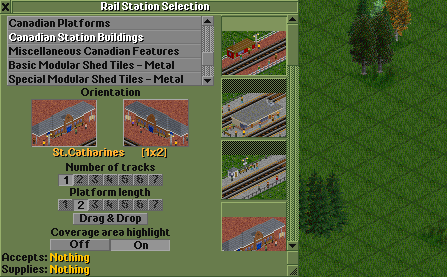 Rail Station Selection
Canadian Platforms
Canadian Station Buildings
Miscellaneous Canadian Features
Basic Modular Shed Tiles - Metal
Special Modular Shed Tiles - Metal
Orientation
St.Catharines [1x2]
Number of tracks
1 2 3 4 5 6 7
Platform length
1 2 3 4 5 6 7
Drag & Drop
Coverage area highlight
Off On
Accepts: Nothing
Supplies: Nothing